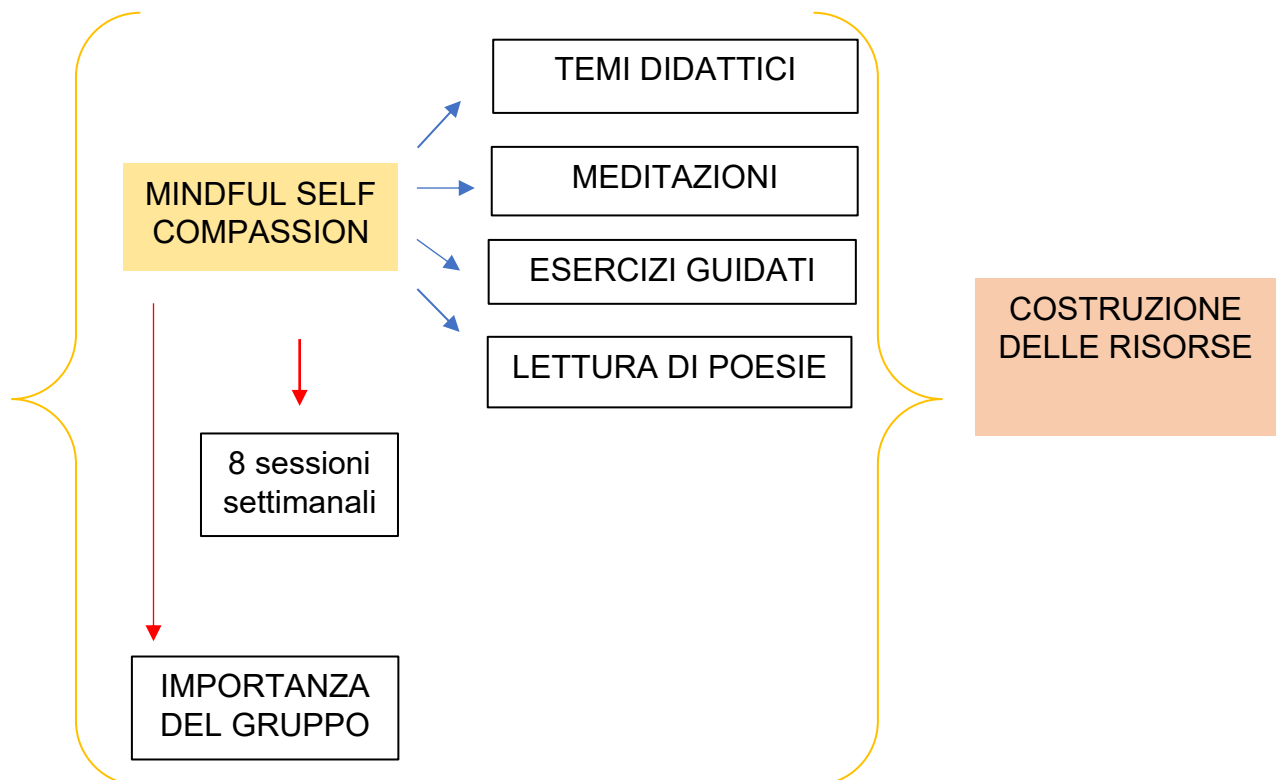 TEMI DIDATTICI
MINDFUL SELF
COMPASSION
MEDITAZIONI
ESERCIZI GUIDATI
LETTURA DI POESIE
COSTRUZIONE
DELLE RISORSE
8 sessioni
settimanali
IMPORTANZA
DEL GRUPPO